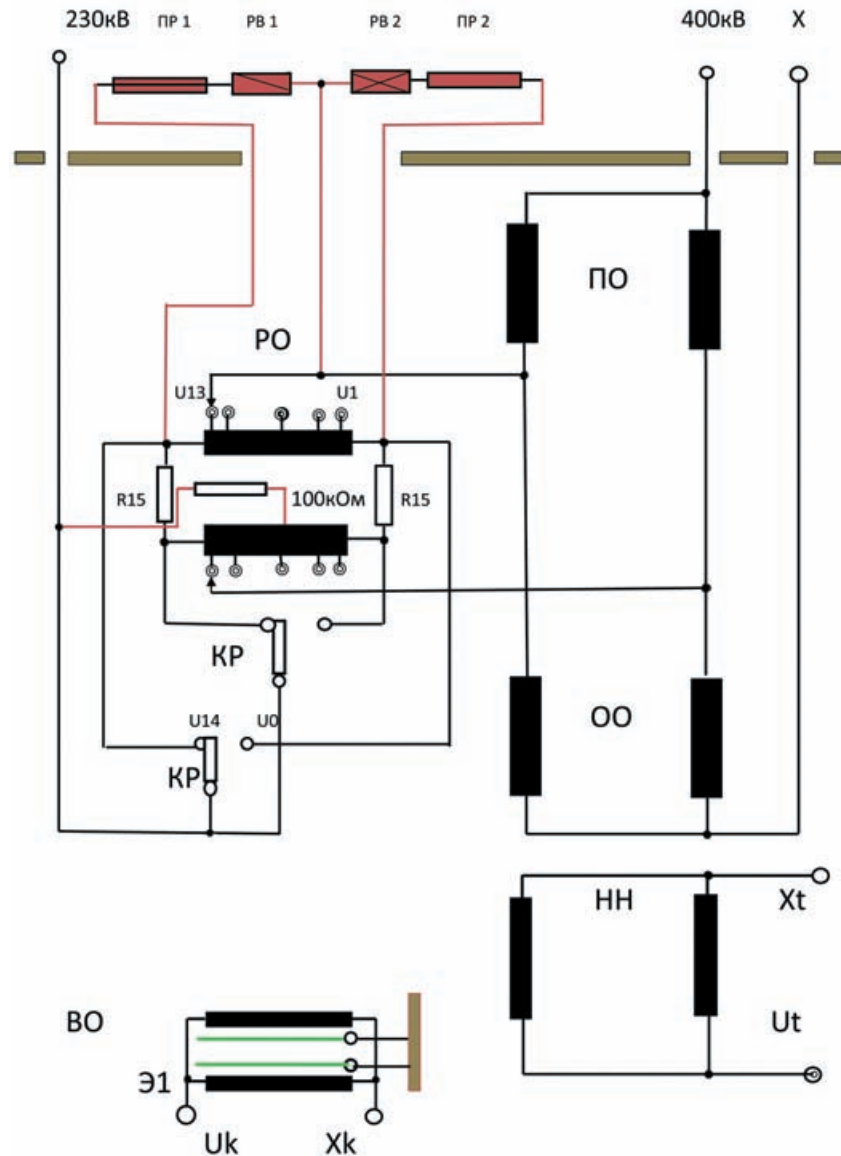 230кВ ПР 1 РВ 1 РВ 2 ПР 2 400кВ Х
ПО
РО
U13 U1
R15 100кОм R15
КР
U14 U0
КР
ОО
НН Xt
ВО
Ut
Э1
Uk Xk